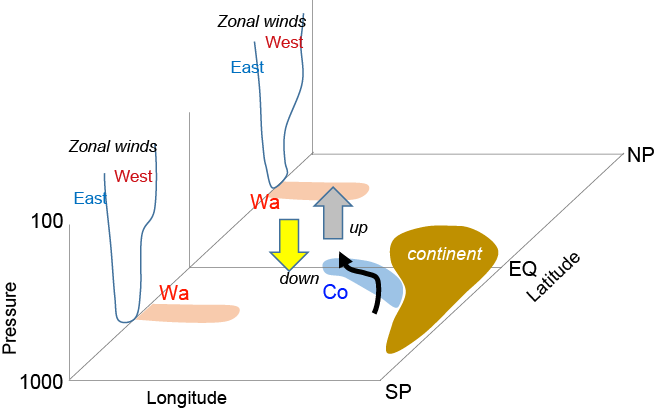 Zonal winds
West
East
NP
Zonal winds
West
East
Wa
100
up
continent
EQ
down
Co
Wa
Latitude
Pressure
1000
Longitude
SP